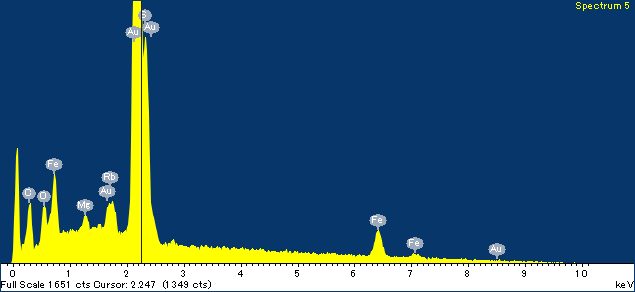 Spectrum 5
S
Au Au
Fe
Rb
Au
Mg
Fe
Fe
Au
0 1 2 3 4 5 6 7 8 9 10
Full Scale 1651 cts Cursor: 2.247 (1349 cts) keV